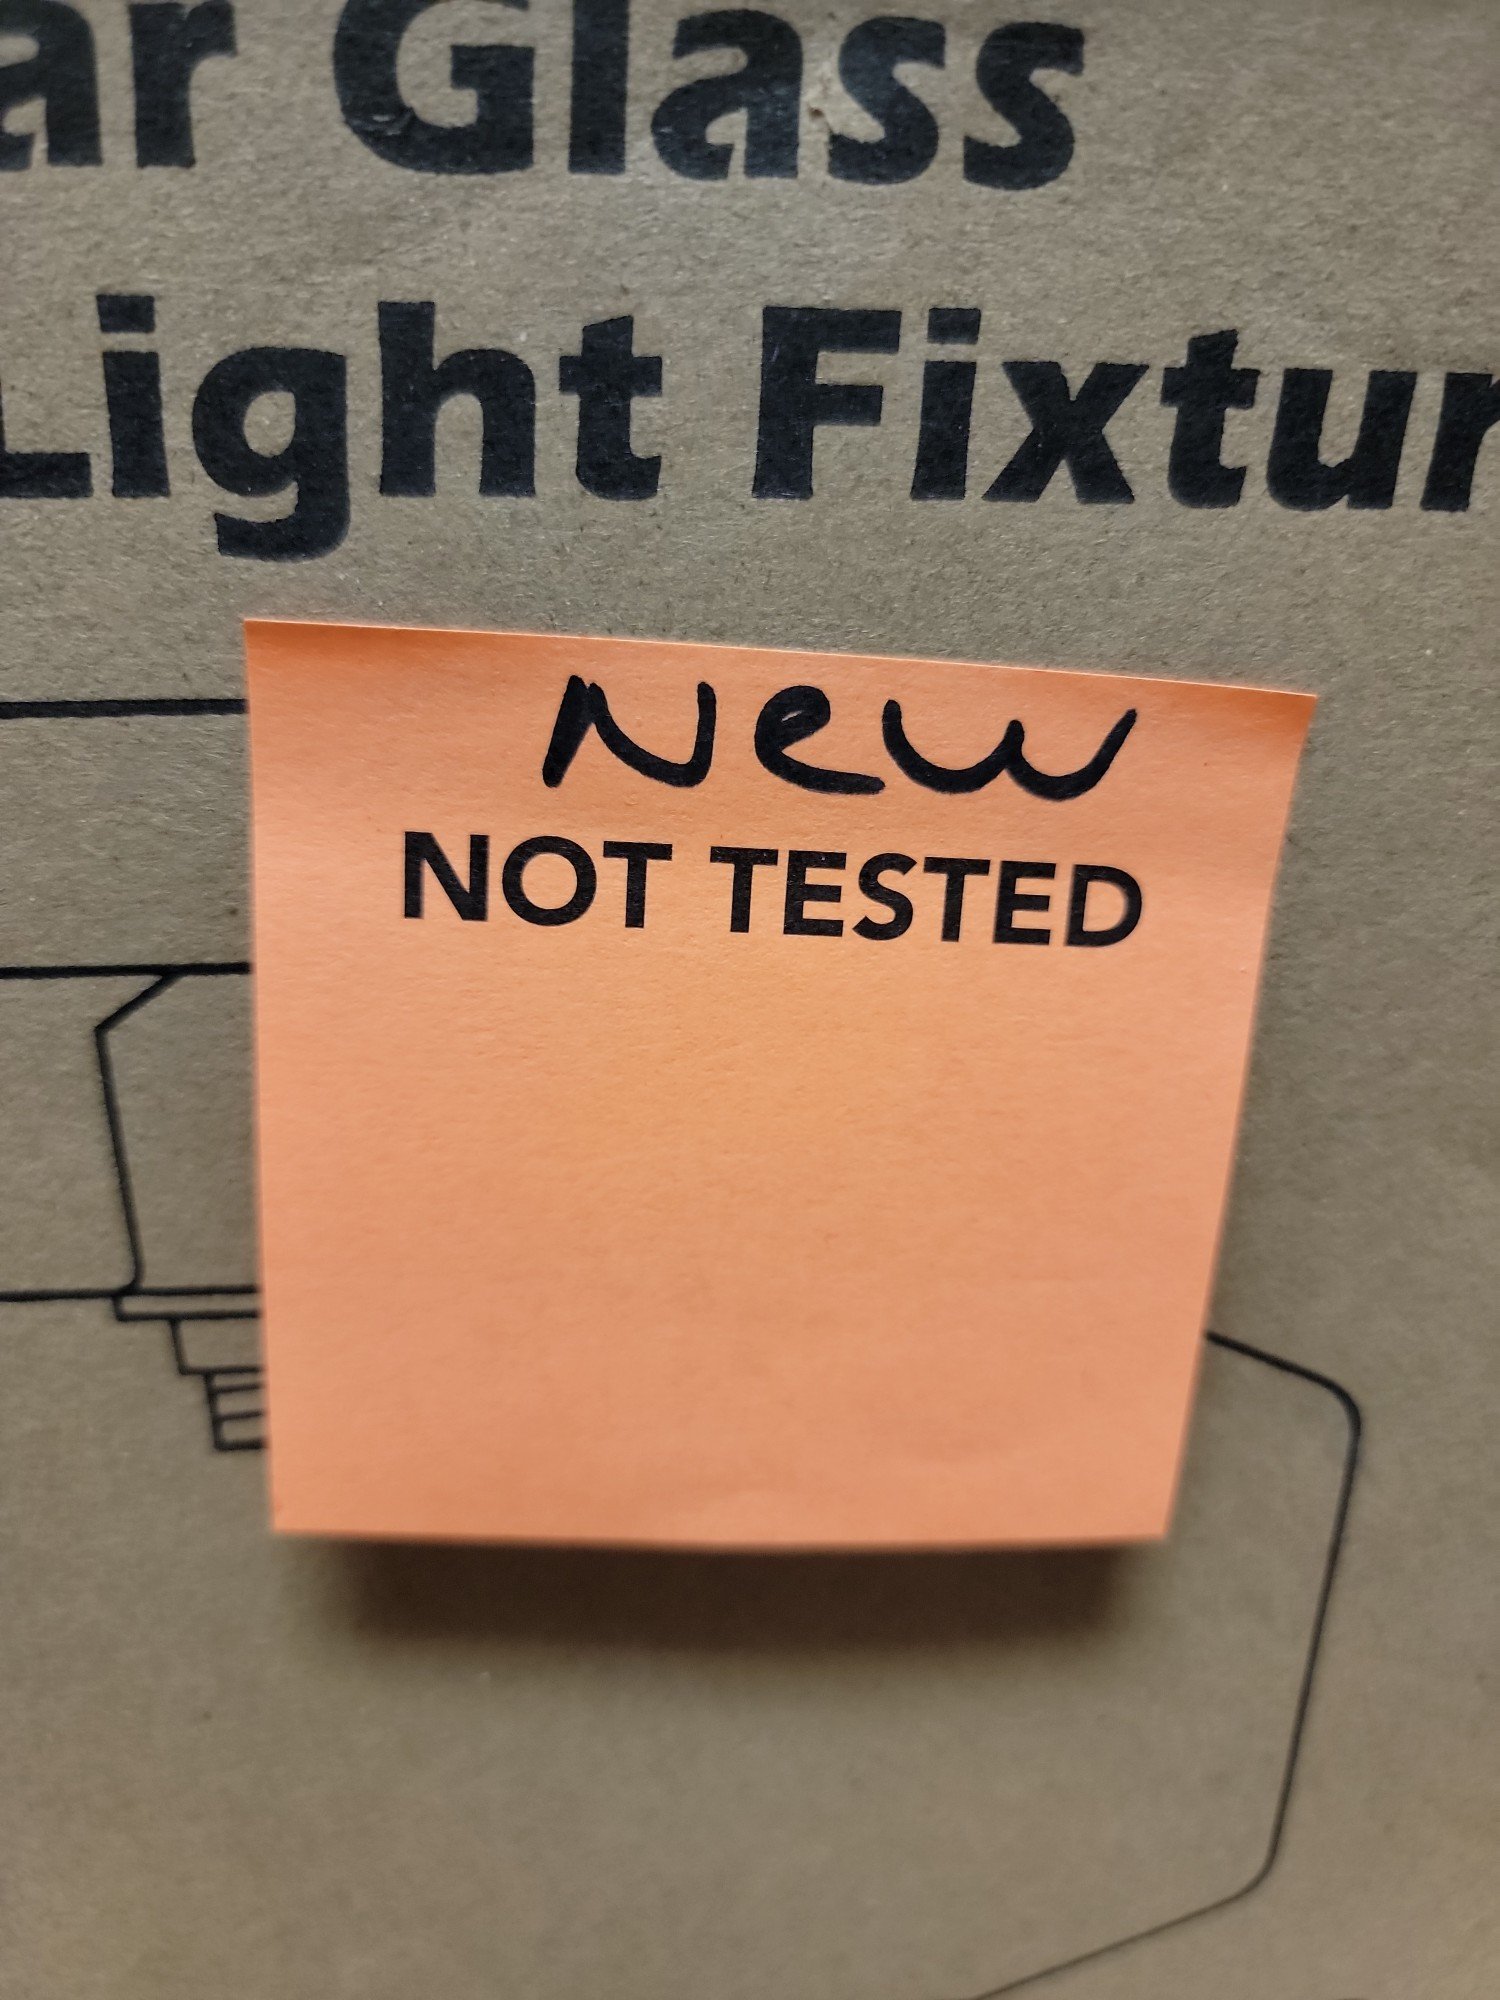 ar Glass
Light Fixtur
New
NOT TESTED